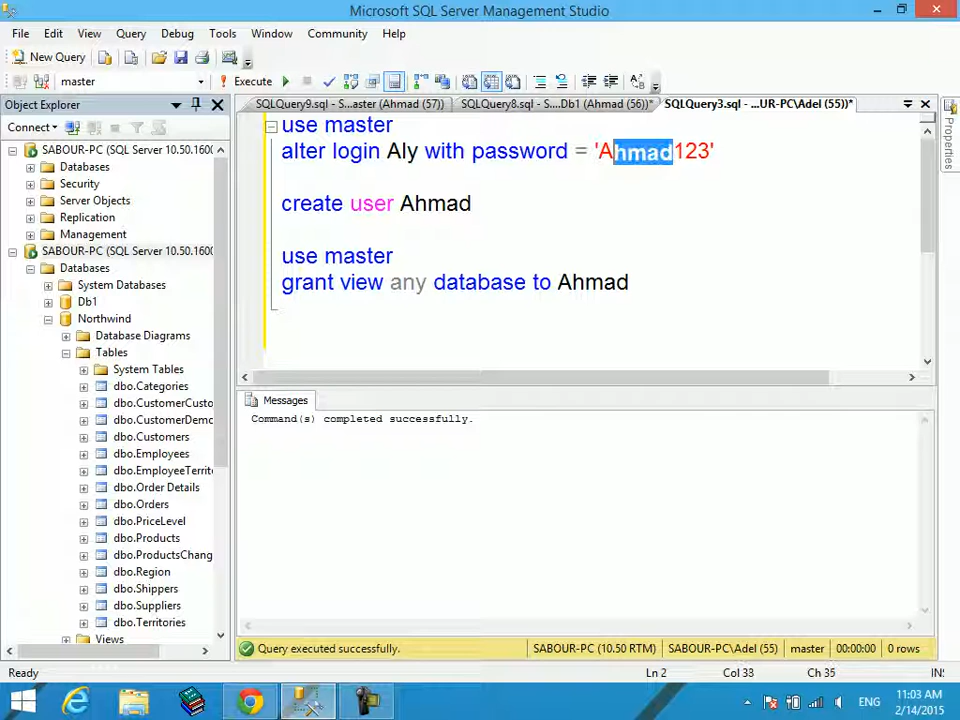 Microsoft SQL Server Management Studio
File Edit View Query Debug Tools Window Community Help
New Query
master Execute
Object Explorer
SQLQuery9.sql - S...aster (Ahmad (57)) SQLQuery8.sql - S....Db1 (Ahmad (56))* SQLQuery3.sql - ...UR-PC\Adel (55))*
Connect
SABOUR-PC (SQL Server 10.50.1600
Databases
Security
Server Objects
Replication
Management
SABOUR-PC (SQL Server 10.50.1600
Databases
System Databases
Db1
Northwind
Database Diagrams
Tables
System Tables
dbo.Categories
dbo.CustomerCusto
dbo.CustomerDemo
dbo.Customers
dbo.Employees
dbo.EmployeeTerrit
dbo.Order Details
dbo.Orders
dbo.PriceLevel
dbo.Products
dbo.ProductsChang
dbo.Region
dbo.Shippers
dbo.Suppliers
dbo.Territories
Views
use master
alter login Aly with password = 'Ahmad123'
create user Ahmad
use master
grant view any database to Ahmad
Properties
Messages
Command(s) completed successfully.
Query executed successfully. SABOUR-PC (10.50 RTM) SABOUR-PC\Adel (55) master 00:00:00 0 rows
Ready Ln 2 Col 33 Ch 35 INS
ENG
11:03 AM
2/14/2015